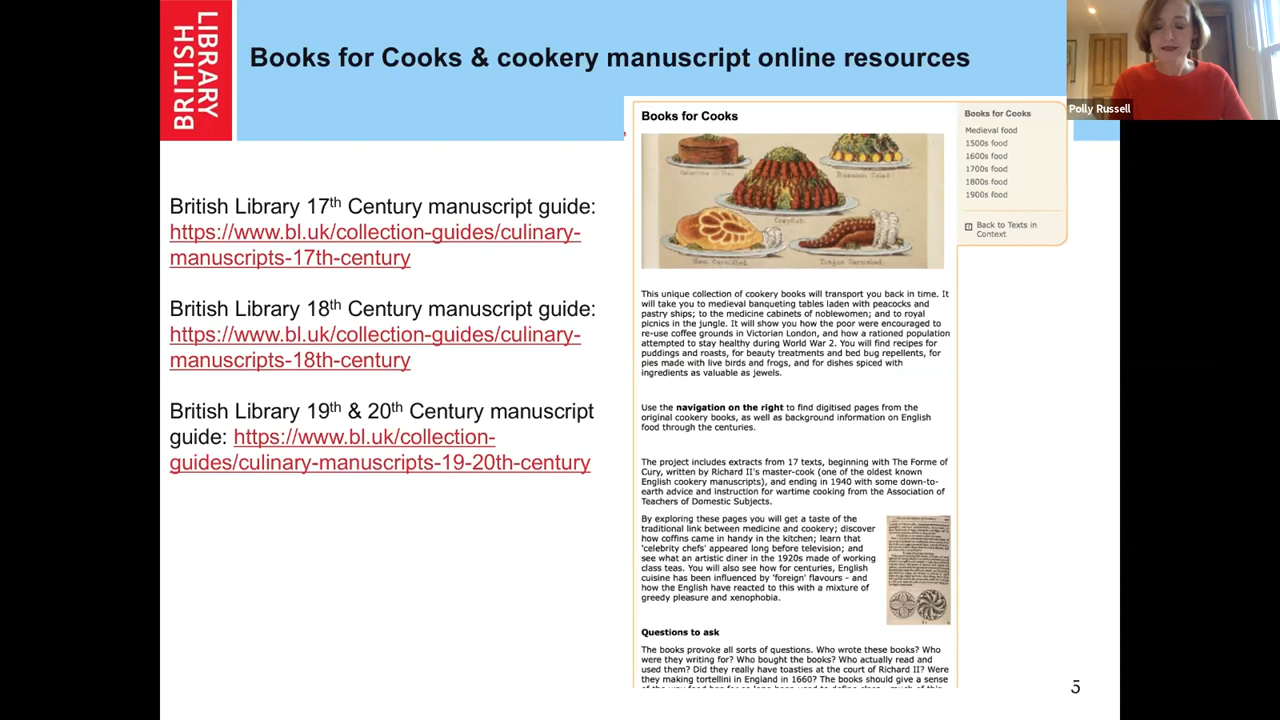 BRITISH
LIBRARY
Books for Cooks & cookery manuscript online resources
Polly Russell
British Library 17th Century manuscript guide:
https://www.bl.uk/collection-guides/culinary-
manuscripts-17th-century
British Library 18th Century manuscript guide:
https://www.bl.uk/collection-guides/culinary-
manuscripts-18th-century
British Library 19th & 20th Century manuscript
guide: https://www.bl.uk/collection-
guides/culinary-manuscripts-19-20th-century
Books for Cooks
Crayfish.
Ham Garnished.
Tongue Garnished.
This unique collection of cookery books will transport you back in time. It
will take you to medieval banqueting tables laden with peacocks and
pastry ships; to the medicine cabinets of noblewomen; and to royal
picnics in the jungle. It will show you how the poor were encouraged to
re-use coffee grounds in Victorian London, and how a rationed population
attempted to stay healthy during World War 2. You will find recipes for
puddings and roasts, for beauty treatments and bed bug repellents, for
pies made with live birds and frogs, and for dishes spiced with
ingredients as valuable as jewels.
Use the navigation on the right to find digitised pages from the
original cookery books, as well as background information on English
food through the centuries.
The project includes extracts from 17 texts, beginning with The Forme of
Cury, written by Richard II's master-cook (one of the oldest known
English cookery manuscripts), and ending in 1940 with some down-to-
earth advice and instruction for wartime cooking from the Association of
Teachers of Domestic Subjects.
By exploring these pages you will get a taste of the
traditional link between medicine and cookery; discover
how coffins came in handy in the kitchen; learn that
'celebrity chefs' appeared long before television; and
see what an artistic diner in the 1920s made of working
class teas. You will also see how for centuries, English
cuisine has been influenced by 'foreign' flavours - and
how the English have reacted to this with a mixture of
greedy pleasure and xenophobia.
Questions to ask
The books provoke all sorts of questions. Who wrote these books? Who
were they writing for? Who bought the books? Who actually read and
used them? Did they really have toasties at the court of Richard II? Were
they making tortellini in England in 1660? The books should give a sense
Books for Cooks
Medieval food
1500s food
1600s food
1700s food
1800s food
1900s food
Back to Texts in
Context
5